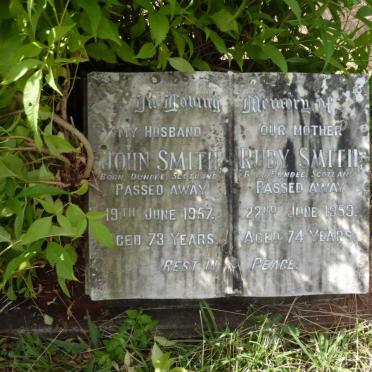 In Loving Memory of
My Husband
John Smith
Born, Dundee, Scotland
Passed Away
19th June 1957.
Aged 73 Years.
Our Mother
Ruby Smith
Born, Dundee, Scotland
Passed Away
22nd June 1959.
Aged 74 Years.
Rest in Peace.